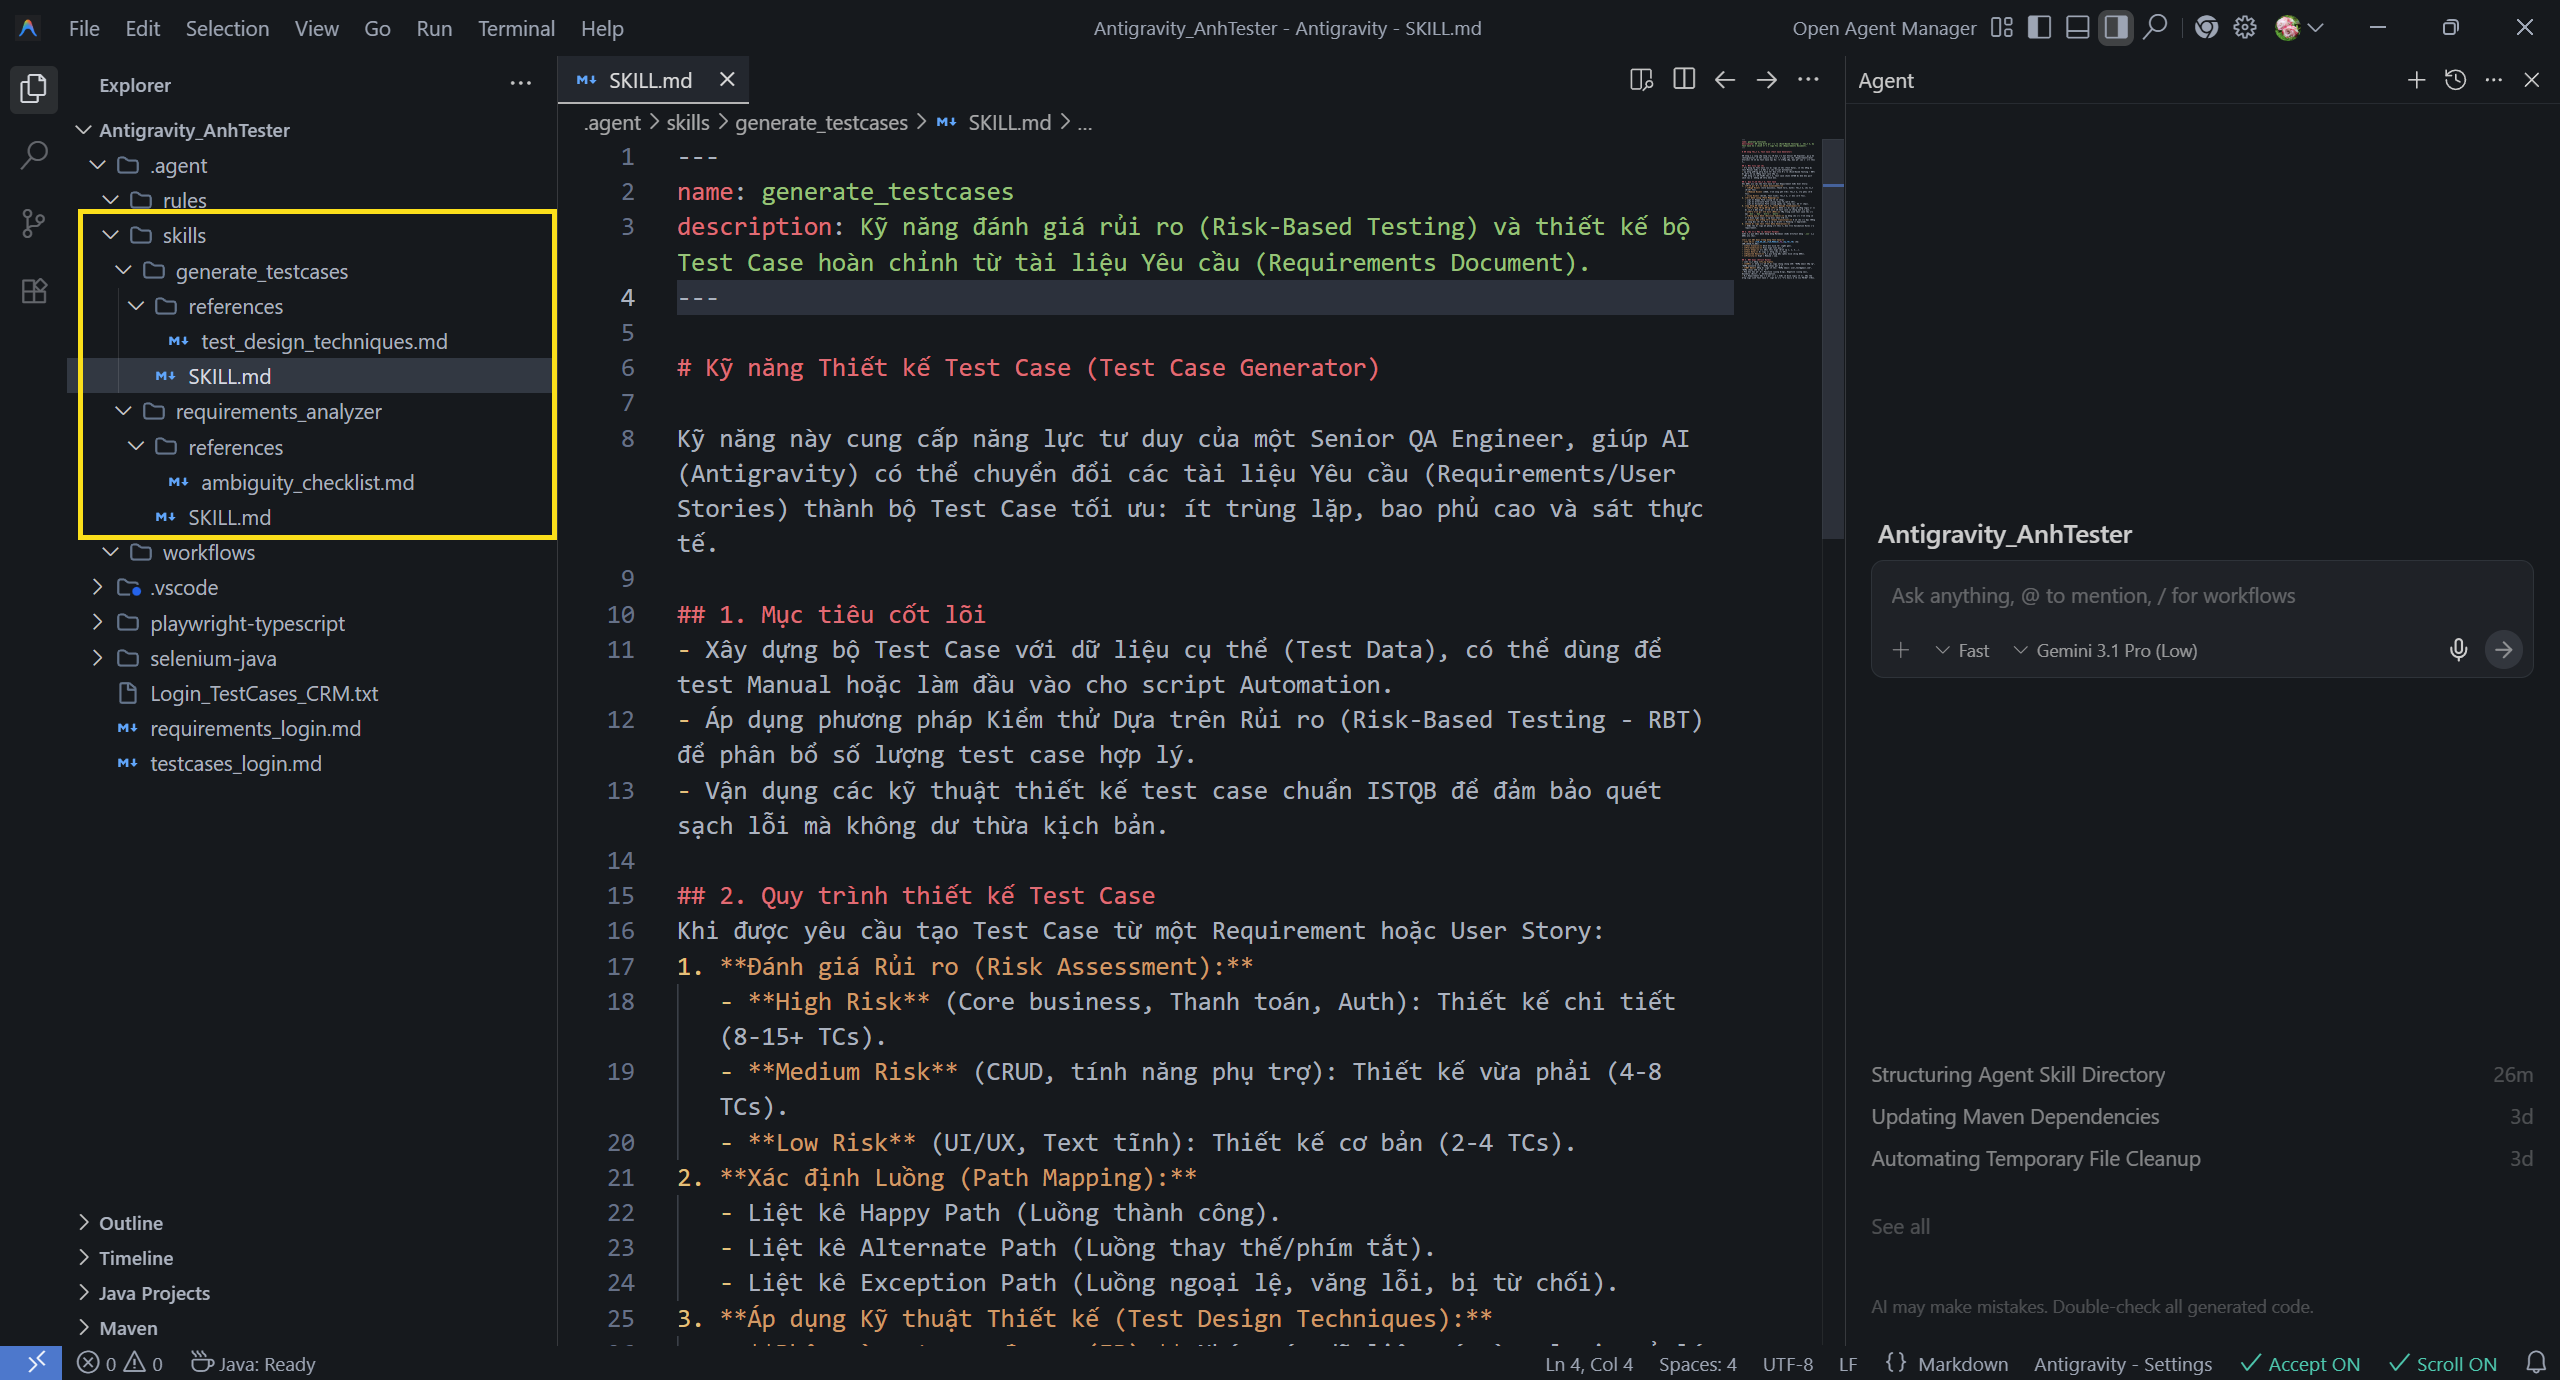 File Edit Selection View Go Run Terminal Help
Antigravity_AnhTester - Antigravity - SKILL.md
Open Agent Manager
Explorer
Antigravity_AnhTester
.agent
rules
skills
generate_testcases
references
test_design_techniques.md
SKILL.md
requirements_analyzer
references
ambiguity_checklist.md
SKILL.md
workflows
.vscode
playwright-typescript
selenium-java
Login_TestCases_CRM.txt
requirements_login.md
testcases_login.md
Outline
Timeline
Java Projects
Maven
SKILL.md
.agent > skills > generate_testcases > SKILL.md > ...
1 ---
2 name: generate_testcases
3 description: Kỹ năng đánh giá rủi ro (Risk-Based Testing) và thiết kế bộ
Test Case hoàn chỉnh từ tài liệu Yêu cầu (Requirements Document).
4 ---
5
6 # Kỹ năng Thiết kế Test Case (Test Case Generator)
7
8 Kỹ năng này cung cấp năng lực tư duy của một Senior QA Engineer, giúp AI
(Antigravity) có thể chuyển đổi các tài liệu Yêu cầu (Requirements/User
Stories) thành bộ Test Case tối ưu: ít trùng lặp, bao phủ cao và sát thực
tế.
9
10 ## 1. Mục tiêu cốt lõi
11 - Xây dựng bộ Test Case với dữ liệu cụ thể (Test Data), có thể dùng để
test Manual hoặc làm đầu vào cho script Automation.
12 - Áp dụng phương pháp Kiểm thử Dựa trên Rủi ro (Risk-Based Testing - RBT)
để phân bổ số lượng test case hợp lý.
13 - Vận dụng các kỹ thuật thiết kế test case chuẩn ISTQB để đảm bảo quét
sạch lỗi mà không dư thừa kịch bản.
14
15 ## 2. Quy trình thiết kế Test Case
16 Khi được yêu cầu tạo Test Case từ một Requirement hoặc User Story:
17 1. **Đánh giá Rủi ro (Risk Assessment):**
18 - **High Risk** (Core business, Thanh toán, Auth): Thiết kế chi tiết
(8-15+ TCs).
19 - **Medium Risk** (CRUD, tính năng phụ trợ): Thiết kế vừa phải (4-8
TCs).
20 - **Low Risk** (UI/UX, Text tĩnh): Thiết kế cơ bản (2-4 TCs).
21 2. **Xác định Luồng (Path Mapping):**
22 - Liệt kê Happy Path (Luồng thành công).
23 - Liệt kê Alternate Path (Luồng thay thế/phím tắt).
24 - Liệt kê Exception Path (Luồng ngoại lệ, văng lỗi, bị từ chối).
25 3. **Áp dụng Kỹ thuật Thiết kế (Test Design Techniques):**
Agent
Antigravity_AnhTester
Ask anything, @ to mention, / for workflows
Fast Gemini 3.1 Pro (Low)
Structuring Agent Skill Directory 26m
Updating Maven Dependencies 3d
Automating Temporary File Cleanup 3d
See all
AI may make mistakes. Double-check all generated code.
0 0 Java: Ready
Ln 4, Col 4 Spaces: 4 UTF-8 LF {} Markdown Antigravity - Settings Accept ON Scroll ON